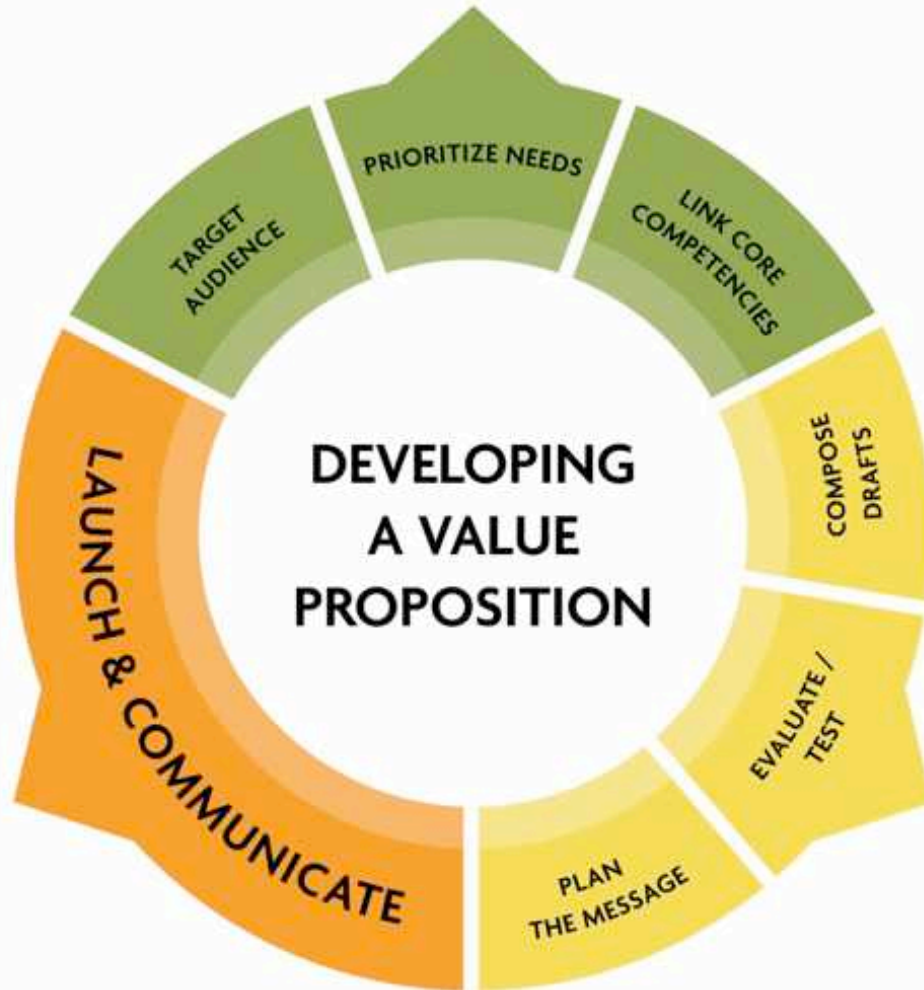 DEVELOPING
A VALUE
PROPOSITION
TARGET
AUDIENCE
PRIORITIZE NEEDS
LINK CORE
COMPETENCIES
COMPOSE
DRAFTS
EVALUATE /
TEST
PLAN
THE MESSAGE
LAUNCH & COMMUNICATE